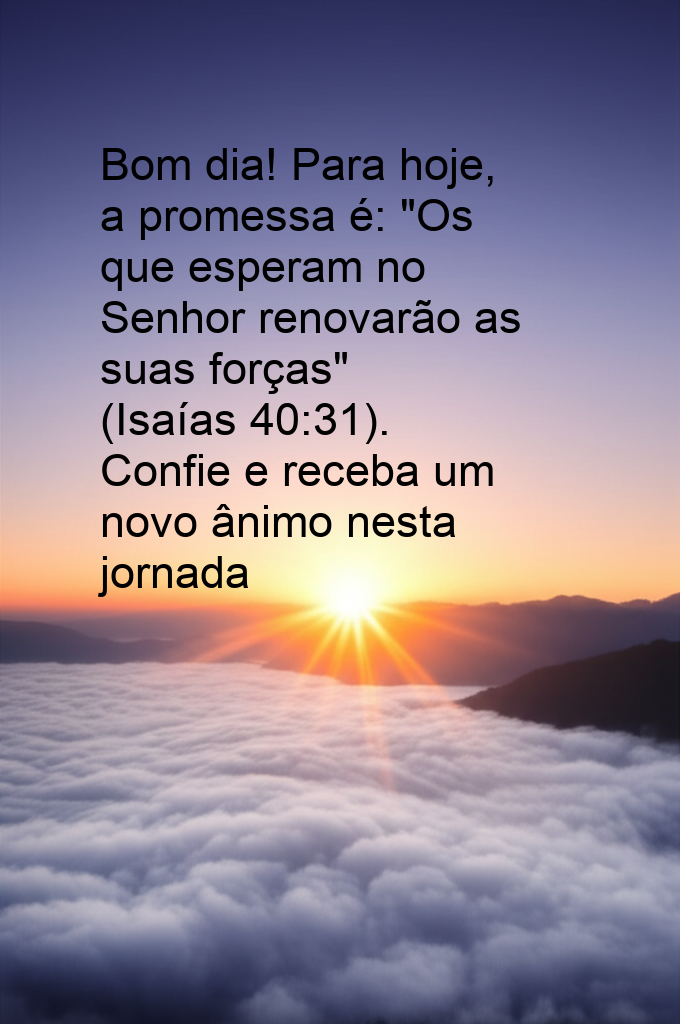 Bom dia! Para hoje,
a promessa é: "Os
que esperam no
Senhor renovarão as
suas forças"
(Isaías 40:31).
Confie e receba um
novo ânimo nesta
jornada